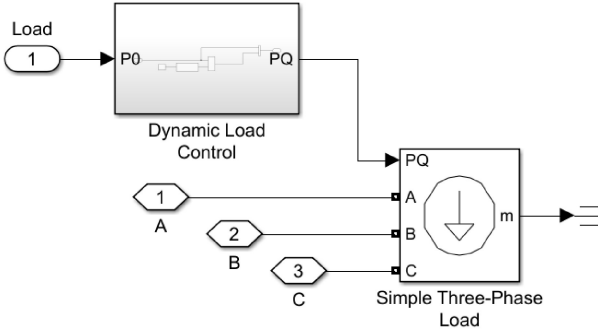 Load
1
P0
PQ
Dynamic Load
Control
PQ
1
A
A
2
B
B
m
3
C
C
Simple Three-Phase
Load